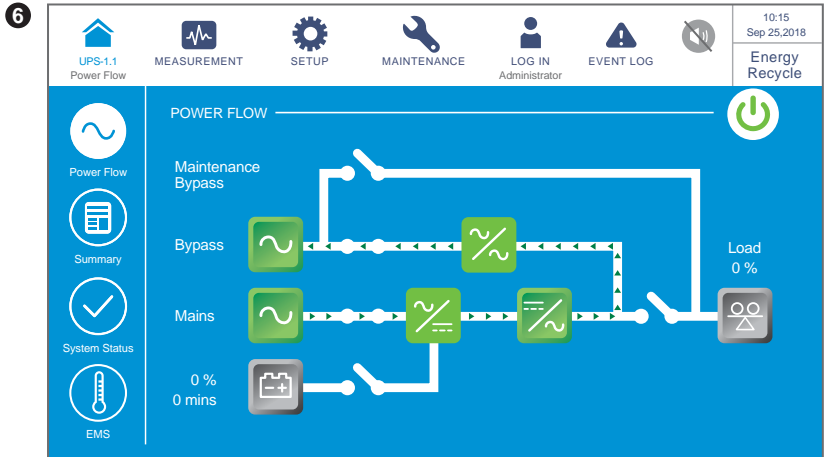 6
10:15
Sep 25,2018
Energy
Recycle
UPS-1.1
Power Flow
MEASUREMENT
SETUP
MAINTENANCE
LOG IN
Administrator
EVENT LOG
POWER FLOW
Power Flow
Maintenance
Bypass
Bypass
Summary
Load
0 %
Mains
System Status
0 %
0 mins
EMS